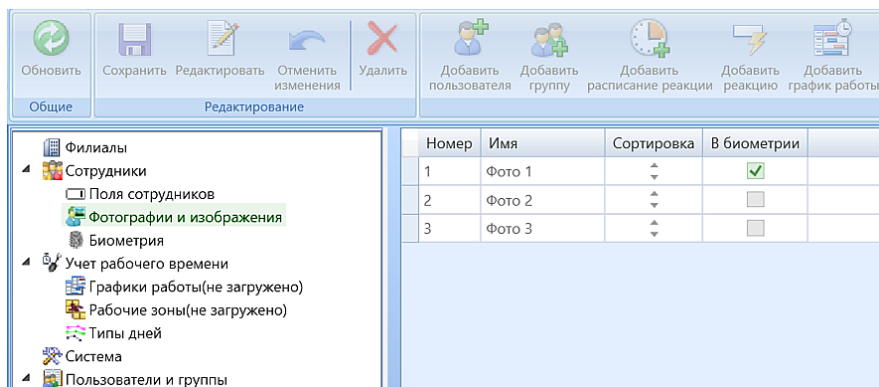 Обновить
Сохранить Редактировать Отменить изменения Удалить
Добавить пользователя Добавить группу Добавить расписание реакции Добавить реакцию Добавить график работы
Общие Редактирование
Филиалы
Сотрудники
Поля сотрудников
Фотографии и изображения
Биометрия
Учет рабочего времени
Графики работы(не загружено)
Рабочие зоны(не загружено)
Типы дней
Система
Пользователи и группы
Номер Имя Сортировка В биометрии
1 Фото 1
2 Фото 2
3 Фото 3